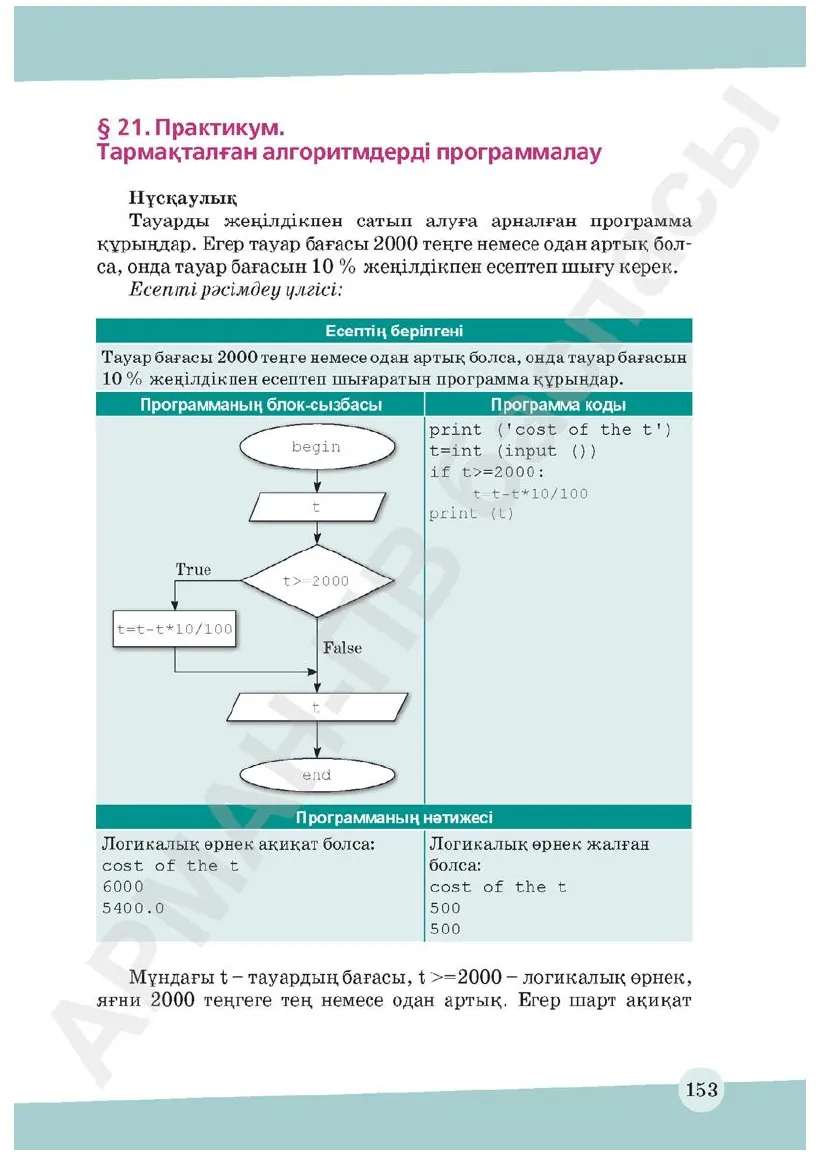 § 21. Практикум.
Тармақталған алгоритмдерді программалау
Нұсқаулық
Тауарды жеңілдікпен сатып алуға арналған программа
құрыңдар. Егер тауар бағасы 2000 теңге немесе одан артық бол-
са, онда тауар бағасын 10 % жеңілдікпен есептеп шығу керек.
Есепті рәсімдеу үлгісі:
Есептің берілгені
Тауар бағасы 2000 теңге немесе одан артық болса, онда тауар бағасын
10 % жеңілдікпен есептеп шығаратын программа құрыңдар.
Программаның блок-сызбасы
begin
t
True
t>=2000
t=t-t*10/100
False
t
end
Программа коды
print ('cost of the t')
t=int (input ())
if t>=2000:
t=t-t*10/100
print (t)
Программаның нәтижесі
Логикалық өрнек ақиқат болса:
cost of the t
6000
5400.0
Логикалық өрнек жалған
болса:
cost of the t
500
500
Мұндағы t – тауардың бағасы, t >=2000 – логикалық өрнек,
яғни 2000 теңгеге тең немесе одан артық. Егер шарт ақиқат
153
АРМАН-ПВ баспасы